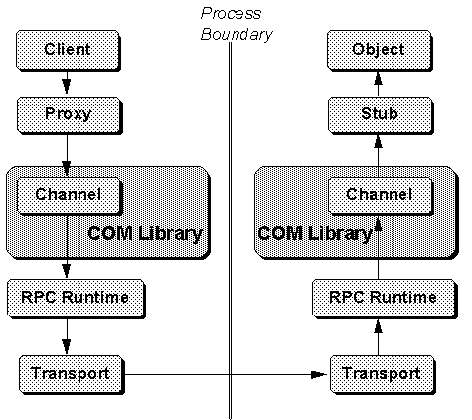 Process
Boundary
Client
Object
Proxy
Stub
Channel
Channel
COM Library
COM Library
RPC Runtime
RPC Runtime
Transport
Transport